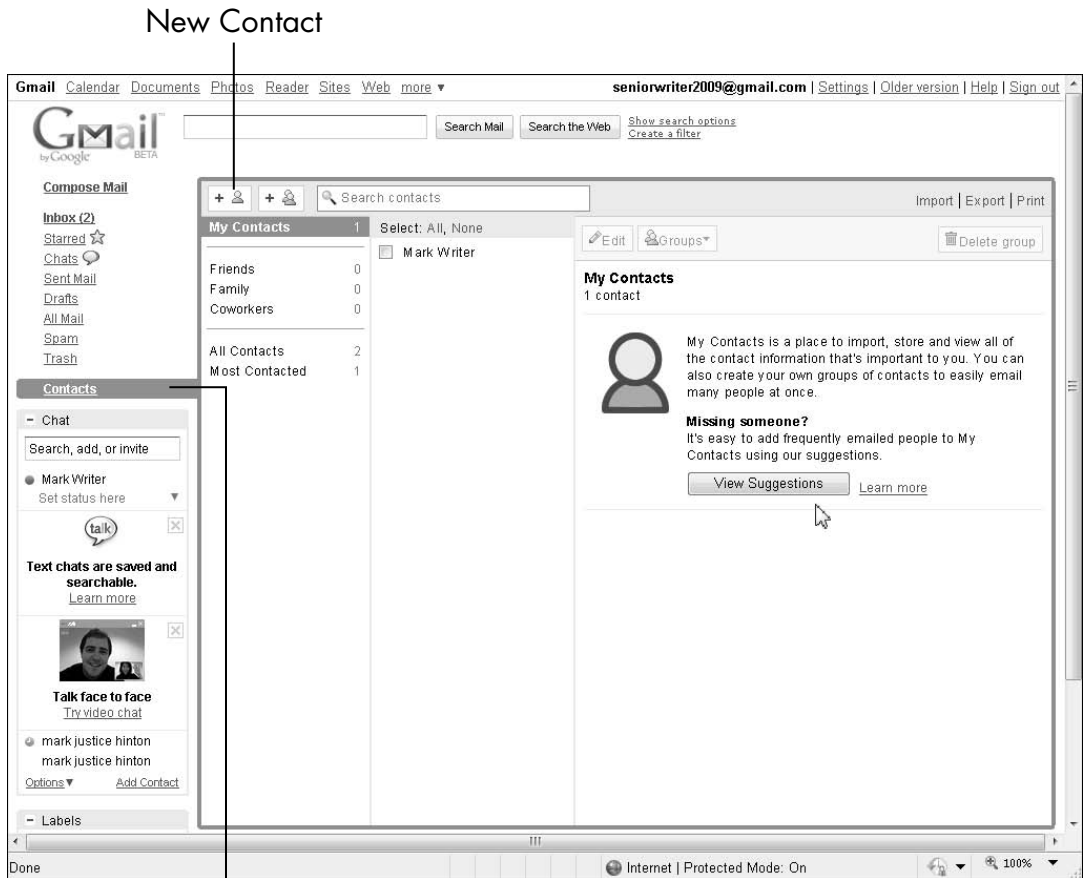 New Contact
Gmail Calendar Documents Photos Reader Sites Web more ▼ seniorwriter2009@gmail.com | Settings | Older version | Help | Sign out
Gmail
by Google BETA
Search Mail Search the Web Show search options
Create a filter
Compose Mail
Inbox (2)
Starred
Chats
Sent Mail
Drafts
All Mail
Spam
Trash
Contacts
+ + Search contacts Import | Export | Print
My Contacts 1
Friends 0
Family 0
Coworkers 0
All Contacts 2
Most Contacted 1
Select: All, None
Mark Writer
Edit Groups▼ Delete group
My Contacts
1 contact
My Contacts is a place to import, store and view all of
the contact information that's important to you. You can
also create your own groups of contacts to easily email
many people at once.
Missing someone?
It's easy to add frequently emailed people to My
Contacts using our suggestions.
View Suggestions Learn more
– Chat
Search, add, or invite
Mark Writer
Set status here ▼
talk
Text chats are saved and
searchable.
Learn more
Talk face to face
Try video chat
mark justice hinton
mark justice hinton
Options▼ Add Contact
– Labels
Done Internet | Protected Mode: On 100% ▼